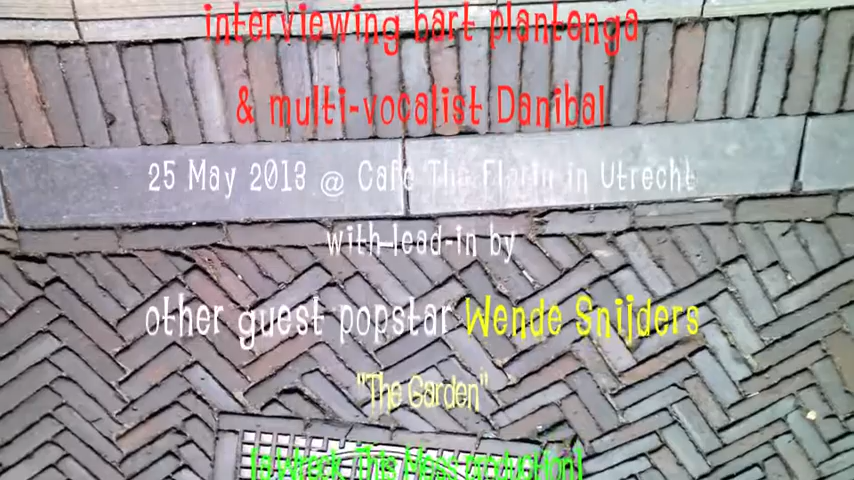 interviewing bart plantenga
& multi-vocalist Danibal
25 May 2013 @ Café The Florin in Utrecht
with lead-in by
other guest popstar Wende Snijders
"The Garden"
[a Wreck This Mess production]